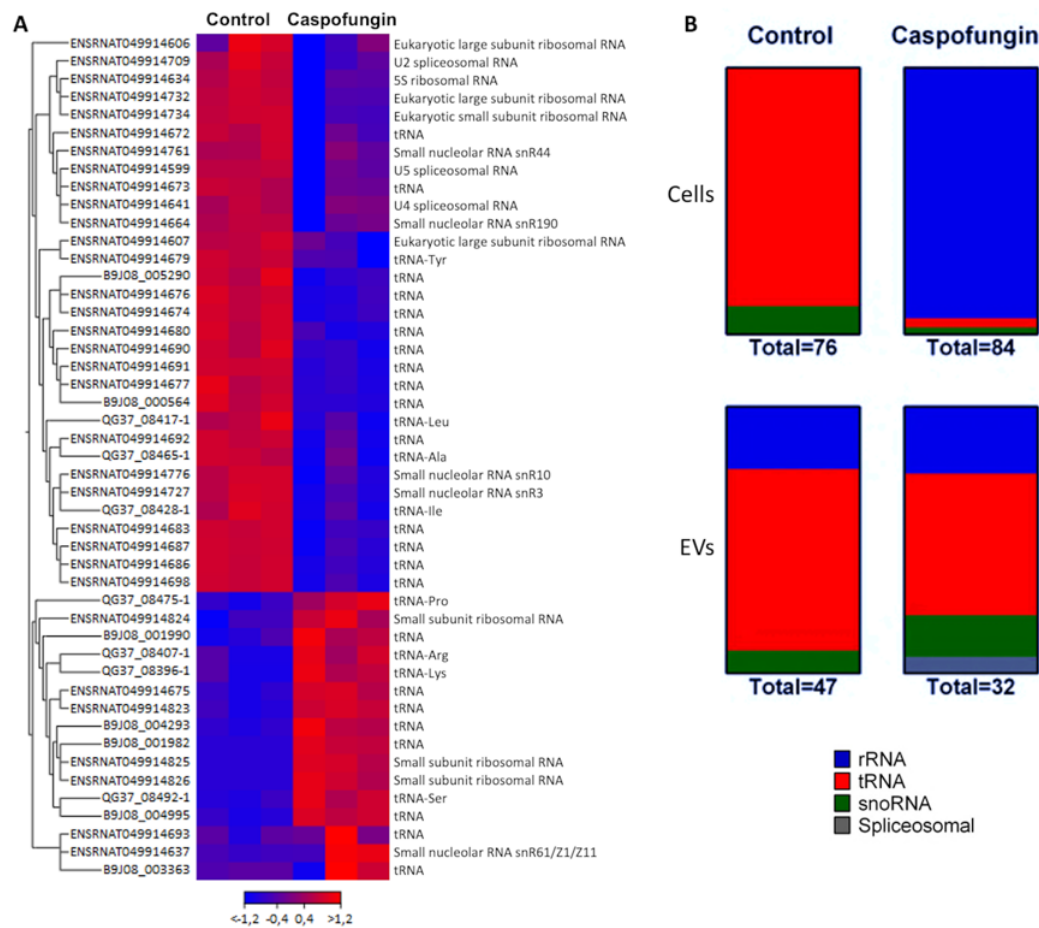 A
Control Caspofungin
ENSRNAT049914606 Eukaryotic large subunit ribosomal RNA
ENSRNAT049914709 U2 spliceosomal RNA
ENSRNAT049914634 5S ribosomal RNA
ENSRNAT049914732 Eukaryotic large subunit ribosomal RNA
ENSRNAT049914734 Eukaryotic small subunit ribosomal RNA
ENSRNAT049914672 tRNA
ENSRNAT049914761 Small nucleolar RNA snR44
ENSRNAT049914599 U5 spliceosomal RNA
ENSRNAT049914673 tRNA
ENSRNAT049914641 U4 spliceosomal RNA
ENSRNAT049914664 Small nucleolar RNA snR190
ENSRNAT049914607 Eukaryotic large subunit ribosomal RNA
ENSRNAT049914679 tRNA-Tyr
B9J08_005290 tRNA
ENSRNAT049914676 tRNA
ENSRNAT049914674 tRNA
ENSRNAT049914680 tRNA
ENSRNAT049914690 tRNA
ENSRNAT049914691 tRNA
ENSRNAT049914677 tRNA
B9J08_000564 tRNA
QG37_08417-1 tRNA-Leu
ENSRNAT049914692 tRNA
QG37_08465-1 tRNA-Ala
ENSRNAT049914776 Small nucleolar RNA snR10
ENSRNAT049914727 Small nucleolar RNA snR3
QG37_08428-1 tRNA-Ile
ENSRNAT049914683 tRNA
ENSRNAT049914687 tRNA
ENSRNAT049914686 tRNA
ENSRNAT049914698 tRNA
QG37_08475-1 tRNA-Pro
ENSRNAT049914824 Small subunit ribosomal RNA
B9J08_001990 tRNA
QG37_08407-1 tRNA-Arg
QG37_08396-1 tRNA-Lys
ENSRNAT049914675 tRNA
ENSRNAT049914823 tRNA
B9J08_004293 tRNA
B9J08_001982 tRNA
ENSRNAT049914825 Small subunit ribosomal RNA
ENSRNAT049914826 Small subunit ribosomal RNA
QG37_08492-1 tRNA-Ser
B9J08_004995 tRNA
ENSRNAT049914693 tRNA
ENSRNAT049914637 Small nucleolar RNA snR61/Z1/Z11
B9J08_003363 tRNA
<-1,2 -0,4 0,4 >1,2
B
Control Caspofungin
Cells
Total=76 Total=84
EVs
Total=47 Total=32
rRNA
tRNA
snoRNA
Spliceosomal